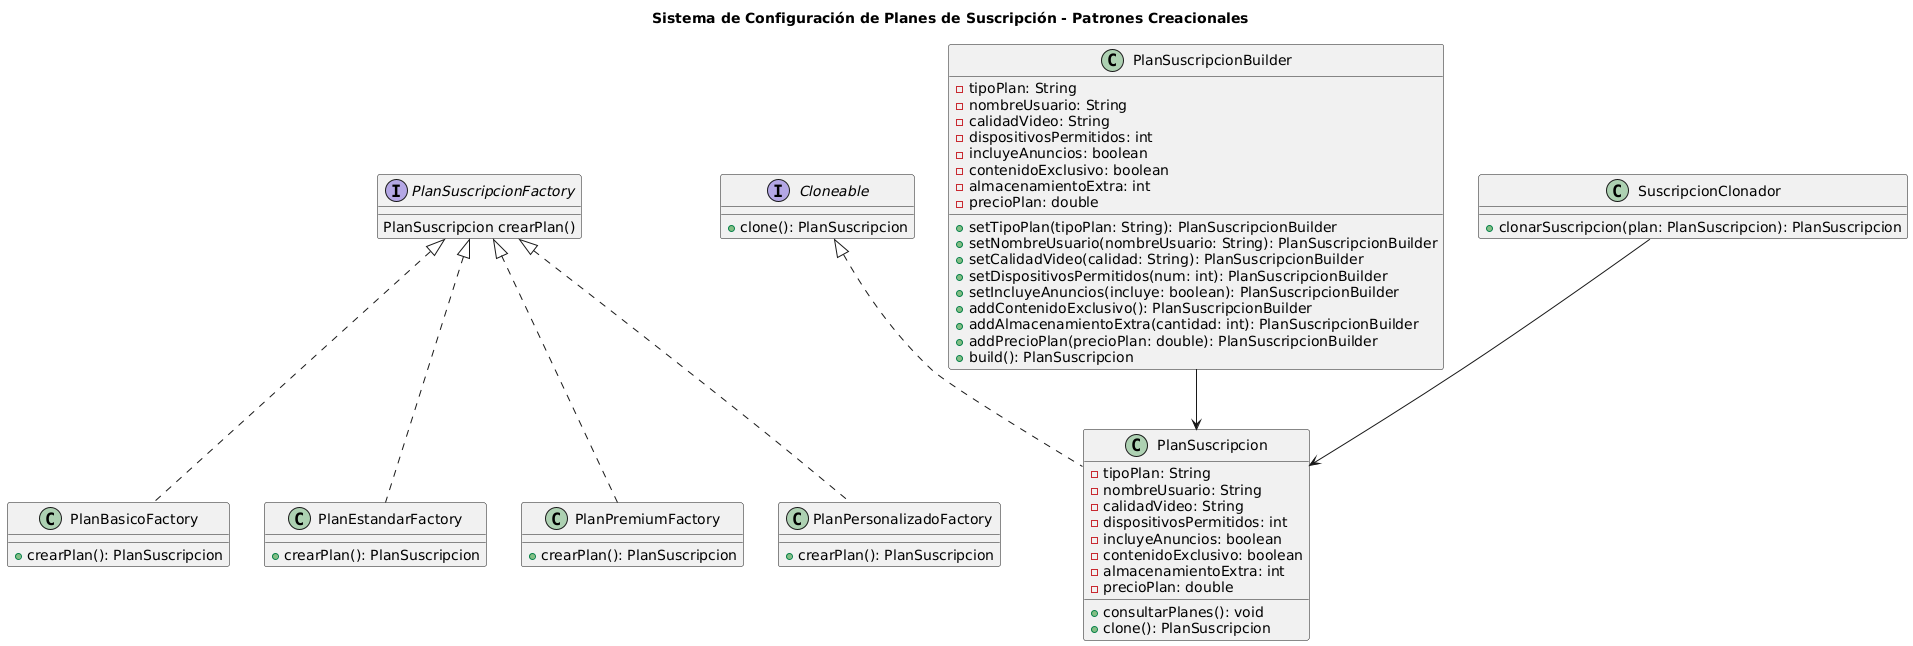 Sistema de Configuración de Planes de Suscripción - Patrones Creacionales
C PlanSuscripcionBuilder
tipoPlan: String
nombreUsuario: String
calidadVideo: String
dispositivosPermitidos: int
incluyeAnuncios: boolean
contenidoExclusivo: boolean
almacenamientoExtra: int
precioPlan: double
setTipoPlan(tipoPlan: String): PlanSuscripcionBuilder
setNombreUsuario(nombreUsuario: String): PlanSuscripcionBuilder
setCalidadVideo(calidad: String): PlanSuscripcionBuilder
setDispositivosPermitidos(num: int): PlanSuscripcionBuilder
setIncluyeAnuncios(incluye: boolean): PlanSuscripcionBuilder
addContenidoExclusivo(): PlanSuscripcionBuilder
addAlmacenamientoExtra(cantidad: int): PlanSuscripcionBuilder
addPrecioPlan(precioPlan: double): PlanSuscripcionBuilder
build(): PlanSuscripcion
I PlanSuscripcionFactory
PlanSuscripcion crearPlan()
I Cloneable
clone(): PlanSuscripcion
C SuscripcionClonador
clonarSuscripcion(plan: PlanSuscripcion): PlanSuscripcion
C PlanBasicoFactory
crearPlan(): PlanSuscripcion
C PlanEstandarFactory
crearPlan(): PlanSuscripcion
C PlanPremiumFactory
crearPlan(): PlanSuscripcion
C PlanPersonalizadoFactory
crearPlan(): PlanSuscripcion
C PlanSuscripcion
tipoPlan: String
nombreUsuario: String
calidadVideo: String
dispositivosPermitidos: int
incluyeAnuncios: boolean
contenidoExclusivo: boolean
almacenamientoExtra: int
precioPlan: double
consultarPlanes(): void
clone(): PlanSuscripcion